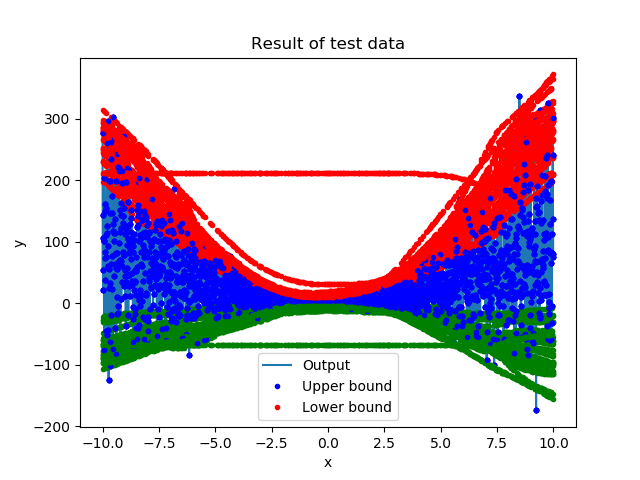 Result of test data
y
300
200
100
0
−100
−200
Output
Upper bound
Lower bound
−10.0 −7.5 −5.0 −2.5 0.0 2.5 5.0 7.5 10.0
x